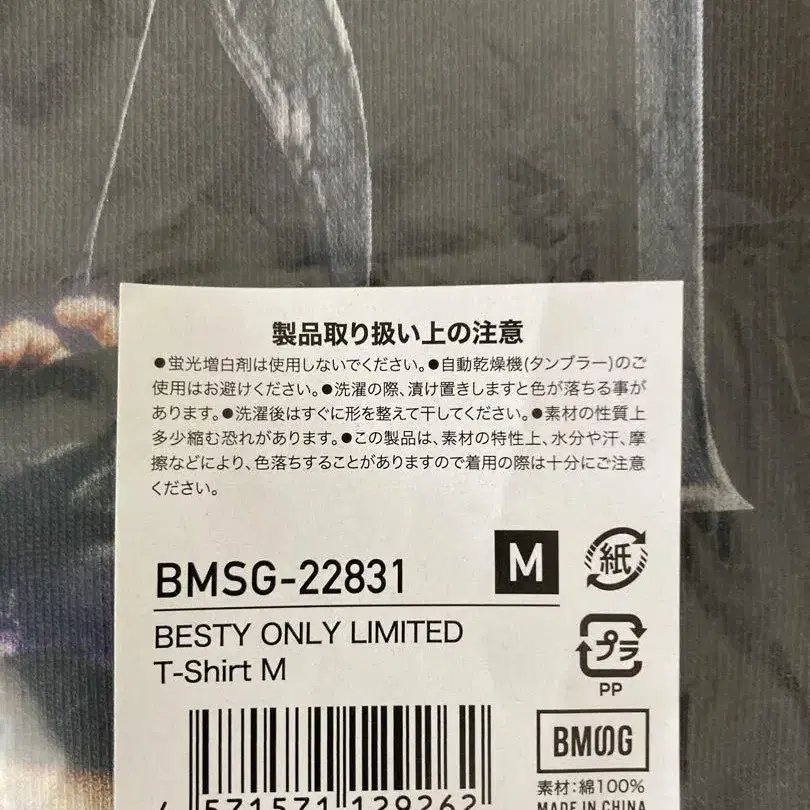 製品取り扱い上の注意
●蛍光増白剤は使用しないでください。●自動乾燥機(タンブラー)のご
使用はお避けください。●洗濯の際、漬け置きしますと色が落ちる事が
あります。●洗濯後はすぐに形を整えて干してください。●素材の性質上
多少縮む恐れがあります。●この製品は、素材の特性上、水分や汗、摩
擦などにより、色落ちすることがありますので着用の際は十分にご注意
ください。
BMSG-22831
M
紙
BESTY ONLY LIMITED
T-Shirt M
プラ
PP
BMSG
素材：綿100%
MADE IN CHINA
4 571571 129262